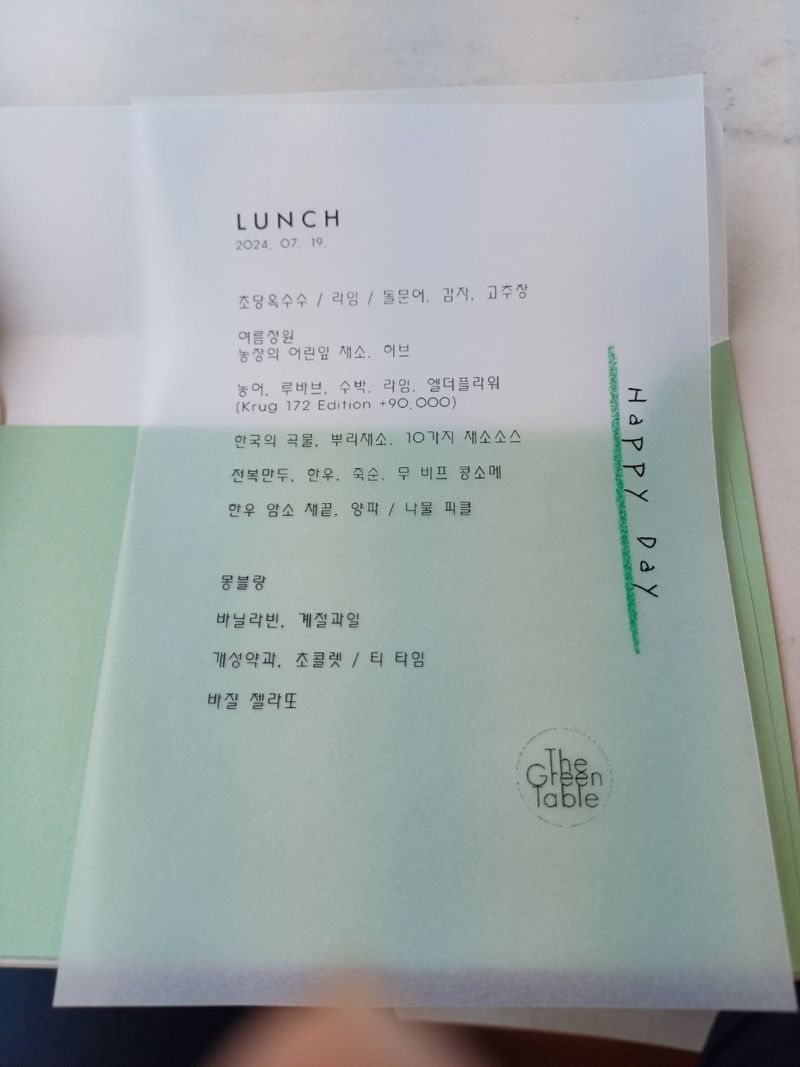 LUNCH
2024. 07. 19.
초당옥수수 / 라임 / 돌문어, 감자, 고추장
여름정원
농장의 어린잎 채소. 허브
농어, 루바브, 수박, 라임, 엘더플라워
(Krug 172 Edition +90,000)
한국의 곡물, 뿌리채소, 10가지 채소소스
전복만두, 한우, 죽순, 무 비프 콩소메
한우 암소 채끝, 양파 / 나물 피클
몽블랑
바닐라빈, 계절과일
개성약과, 초콜렛 / 티 타임
바질 젤라또
Happy Day
The
Green
Table